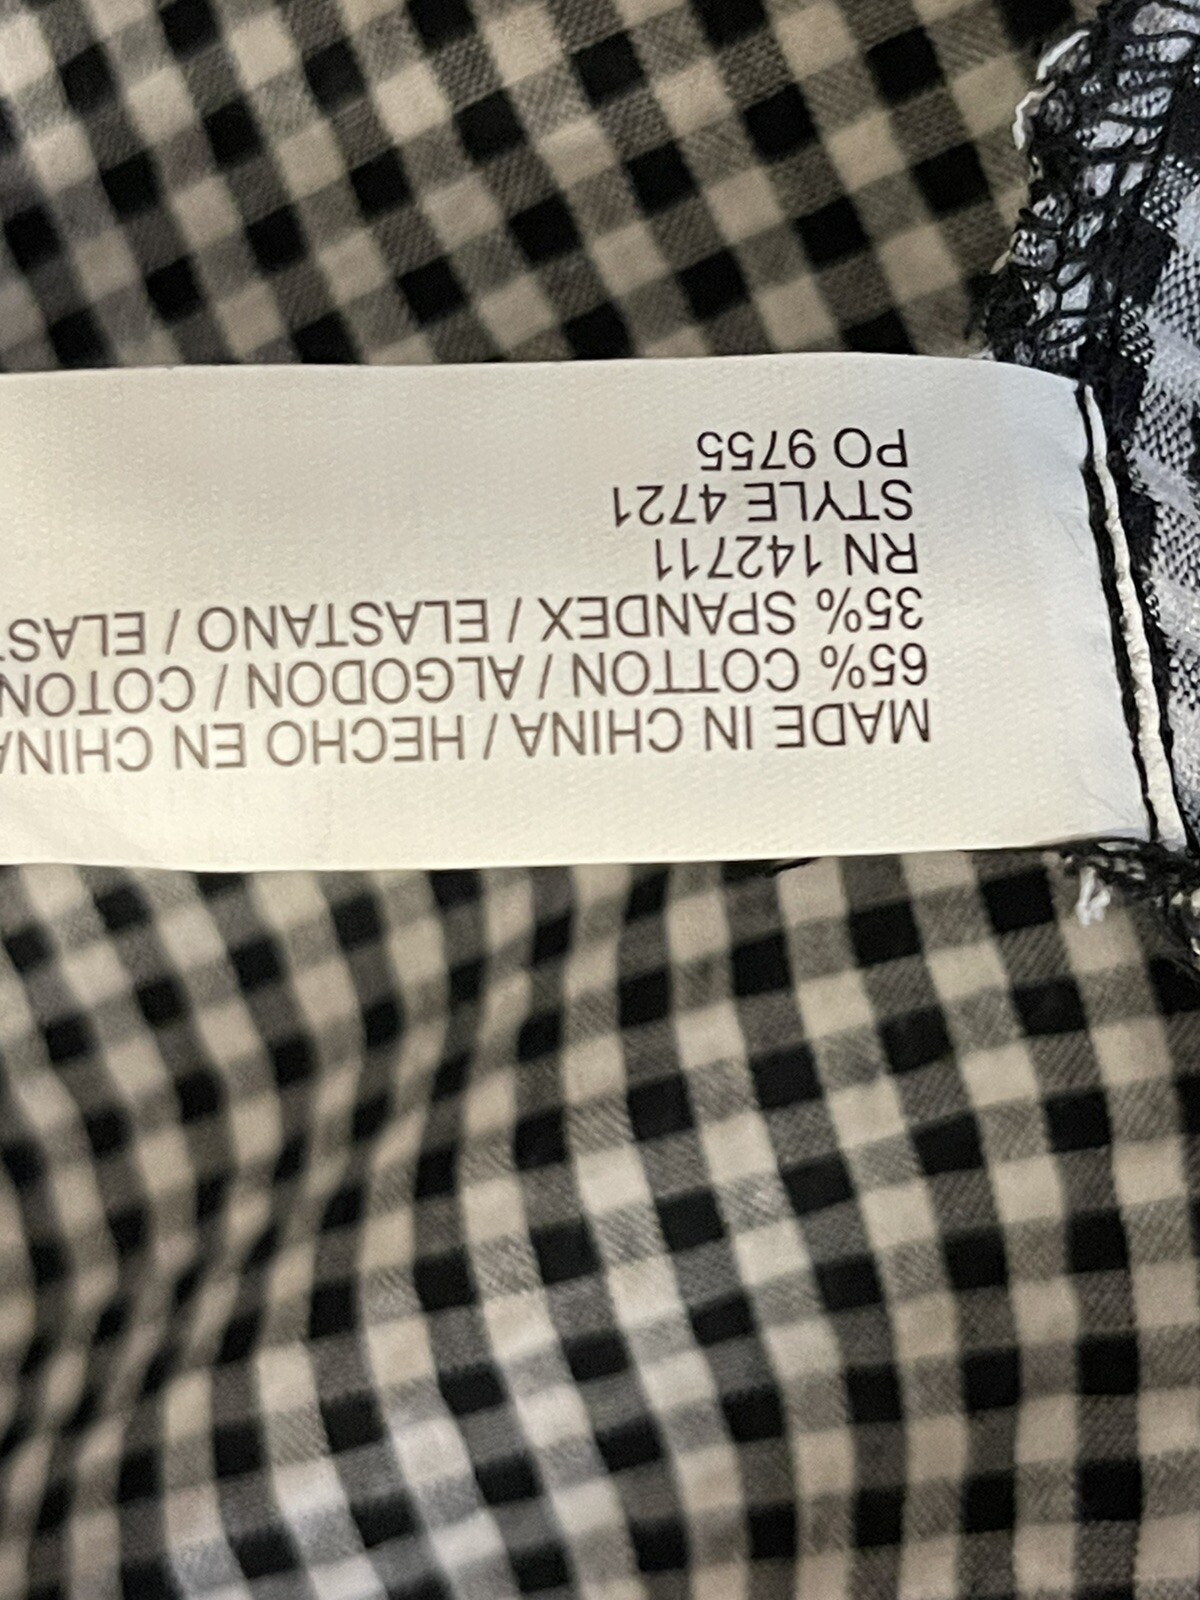 MADE IN CHINA / HECHO EN CHINA
65% COTTON / ALGODON / COTON
35% SPANDEX / ELASTANO / ELAS
RN 142711
STYLE 4721
PO 9755